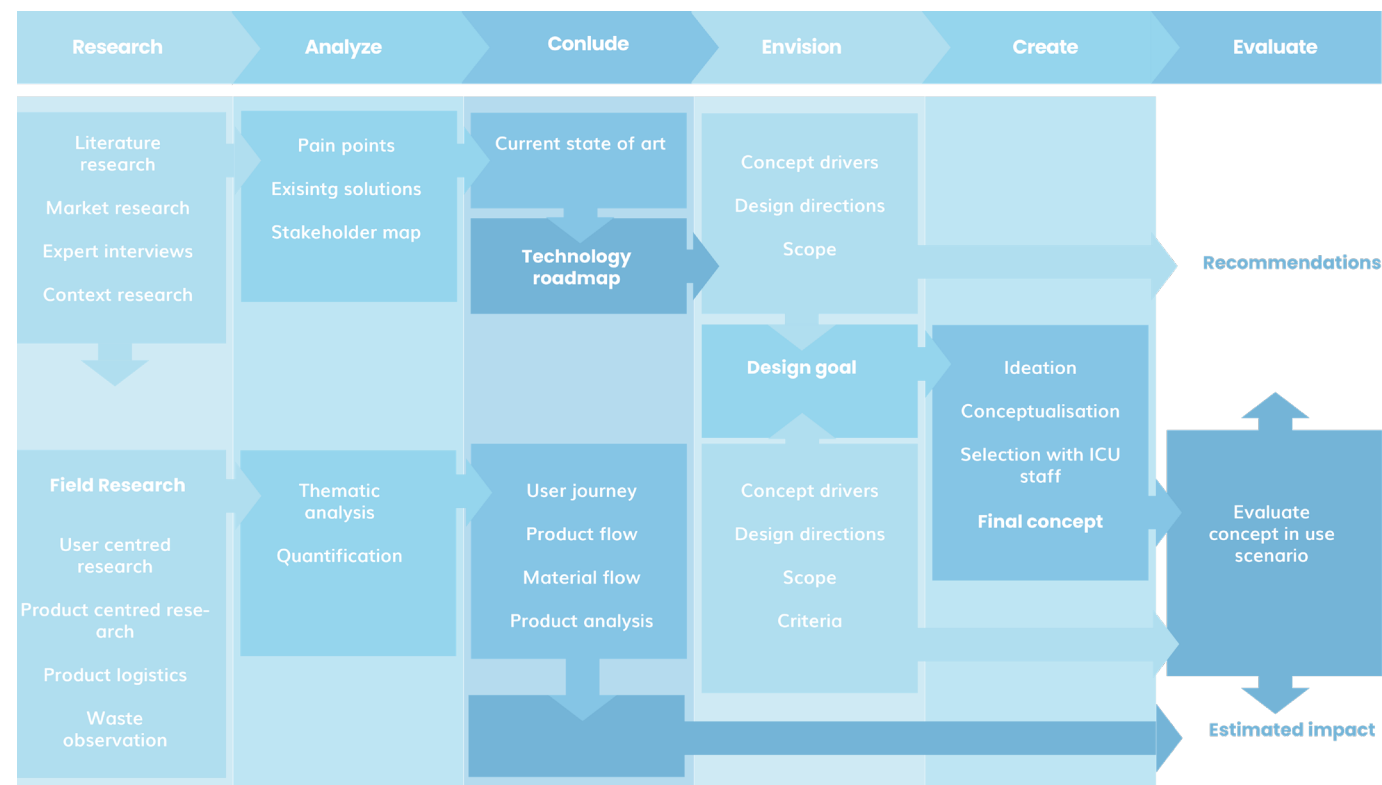 Research
Analyze
Conlude
Envision
Create
Evaluate
Literature
research
Market research
Expert interviews
Context research
Pain points
Exisintg solutions
Stakeholder map
Current state of art
Technology
roadmap
Concept drivers
Design directions
Scope
Recommendations
Design goal
Ideation
Conceptualisation
Selection with ICU
staff
Final concept
Field Research
User centred
research
Product centred rese-
arch
Product logistics
Waste
observation
Thematic
analysis
Quantification
User journey
Product flow
Material flow
Product analysis
Concept drivers
Design directions
Scope
Criteria
Evaluate
concept in use
scenario
Estimated impact